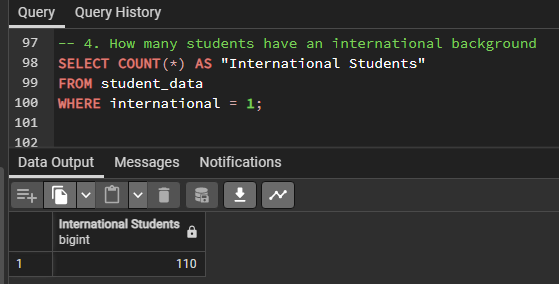 Query Query History
97 -- 4. How many students have an international background
98 SELECT COUNT(*) AS "International Students"
99 FROM student_data
100 WHERE international = 1;
101
102
Data Output Messages Notifications
International Students
bigint
1 110